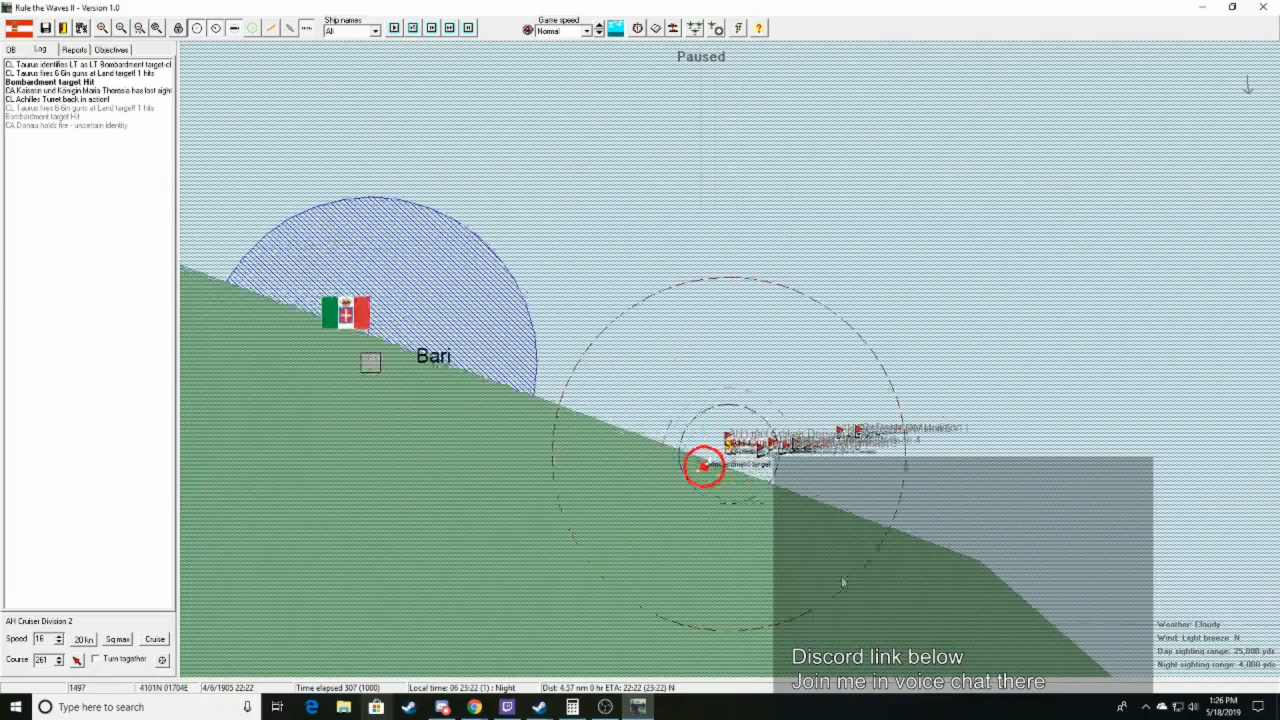 Rule the Waves II - Version 1.0
Ship names
All
Game speed
Normal
OB Log Reports Objectives
CL Taurus identifies LT as LT Bombardment target-cl
CL Taurus fires 6 6in guns at Land target! 1 hits
Bombardment target Hit
CA Kaiserin und Königin Maria Theresia has lost sight
CL Achilles Turret back in action!
CL Taurus fires 6 6in guns at Land target! 1 hits
Bombardment target Hit
CA Donau holds fire - uncertain identity
Paused
Bari
Bombardment target
AH Cruiser Division 2
Speed 16 20 kn Sq max Cruise
Course 261 Turn together
Weather: Cloudy
Wind: Light breeze: N
Day sighting range: 25,000 yds
Night sighting range: 4,000 yds
Discord link below
Join me in voice chat there
1497 4101N 01704E 4/6/1905 22:22 Time elapsed 307 (1000) Local time: 06 23:22 (1) : Night Dist: 4.57 nm 0 hr ETA: 22:22 (23:22) N
Type here to search
1:26 PM
5/18/2019